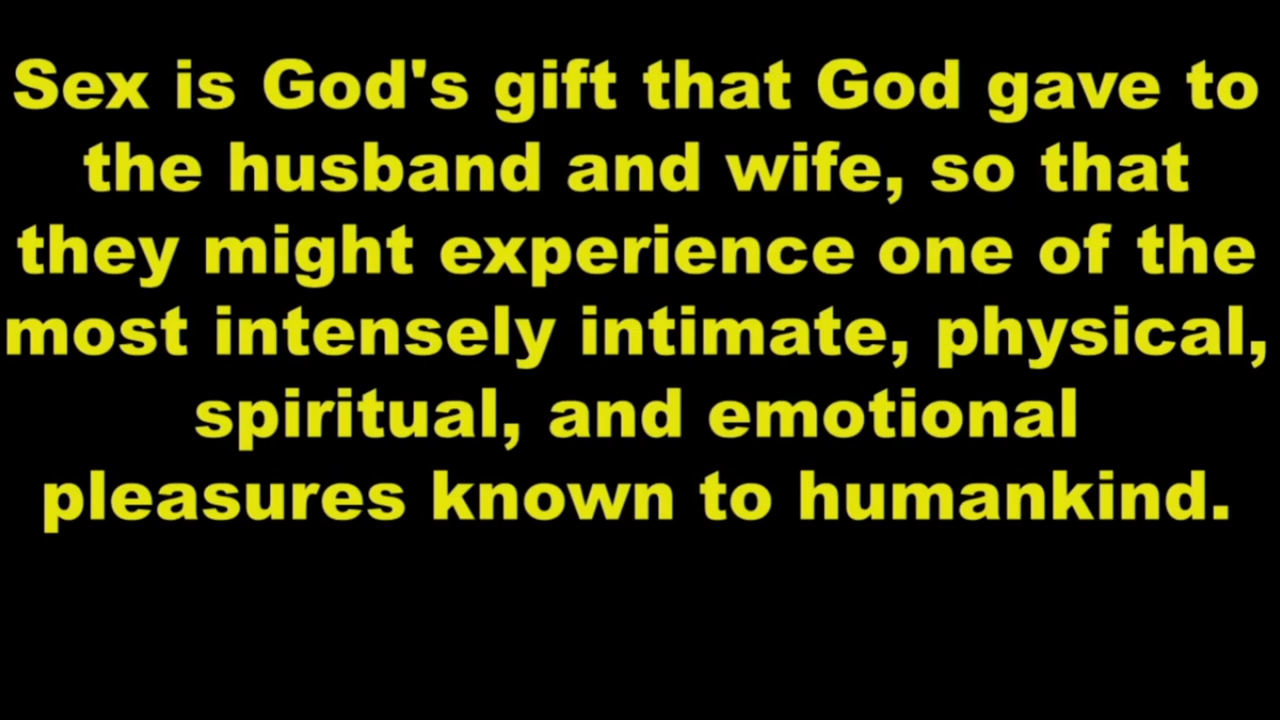 Sex is God's gift that God gave to
the husband and wife, so that
they might experience one of the
most intensely intimate, physical,
spiritual, and emotional
pleasures known to humankind.